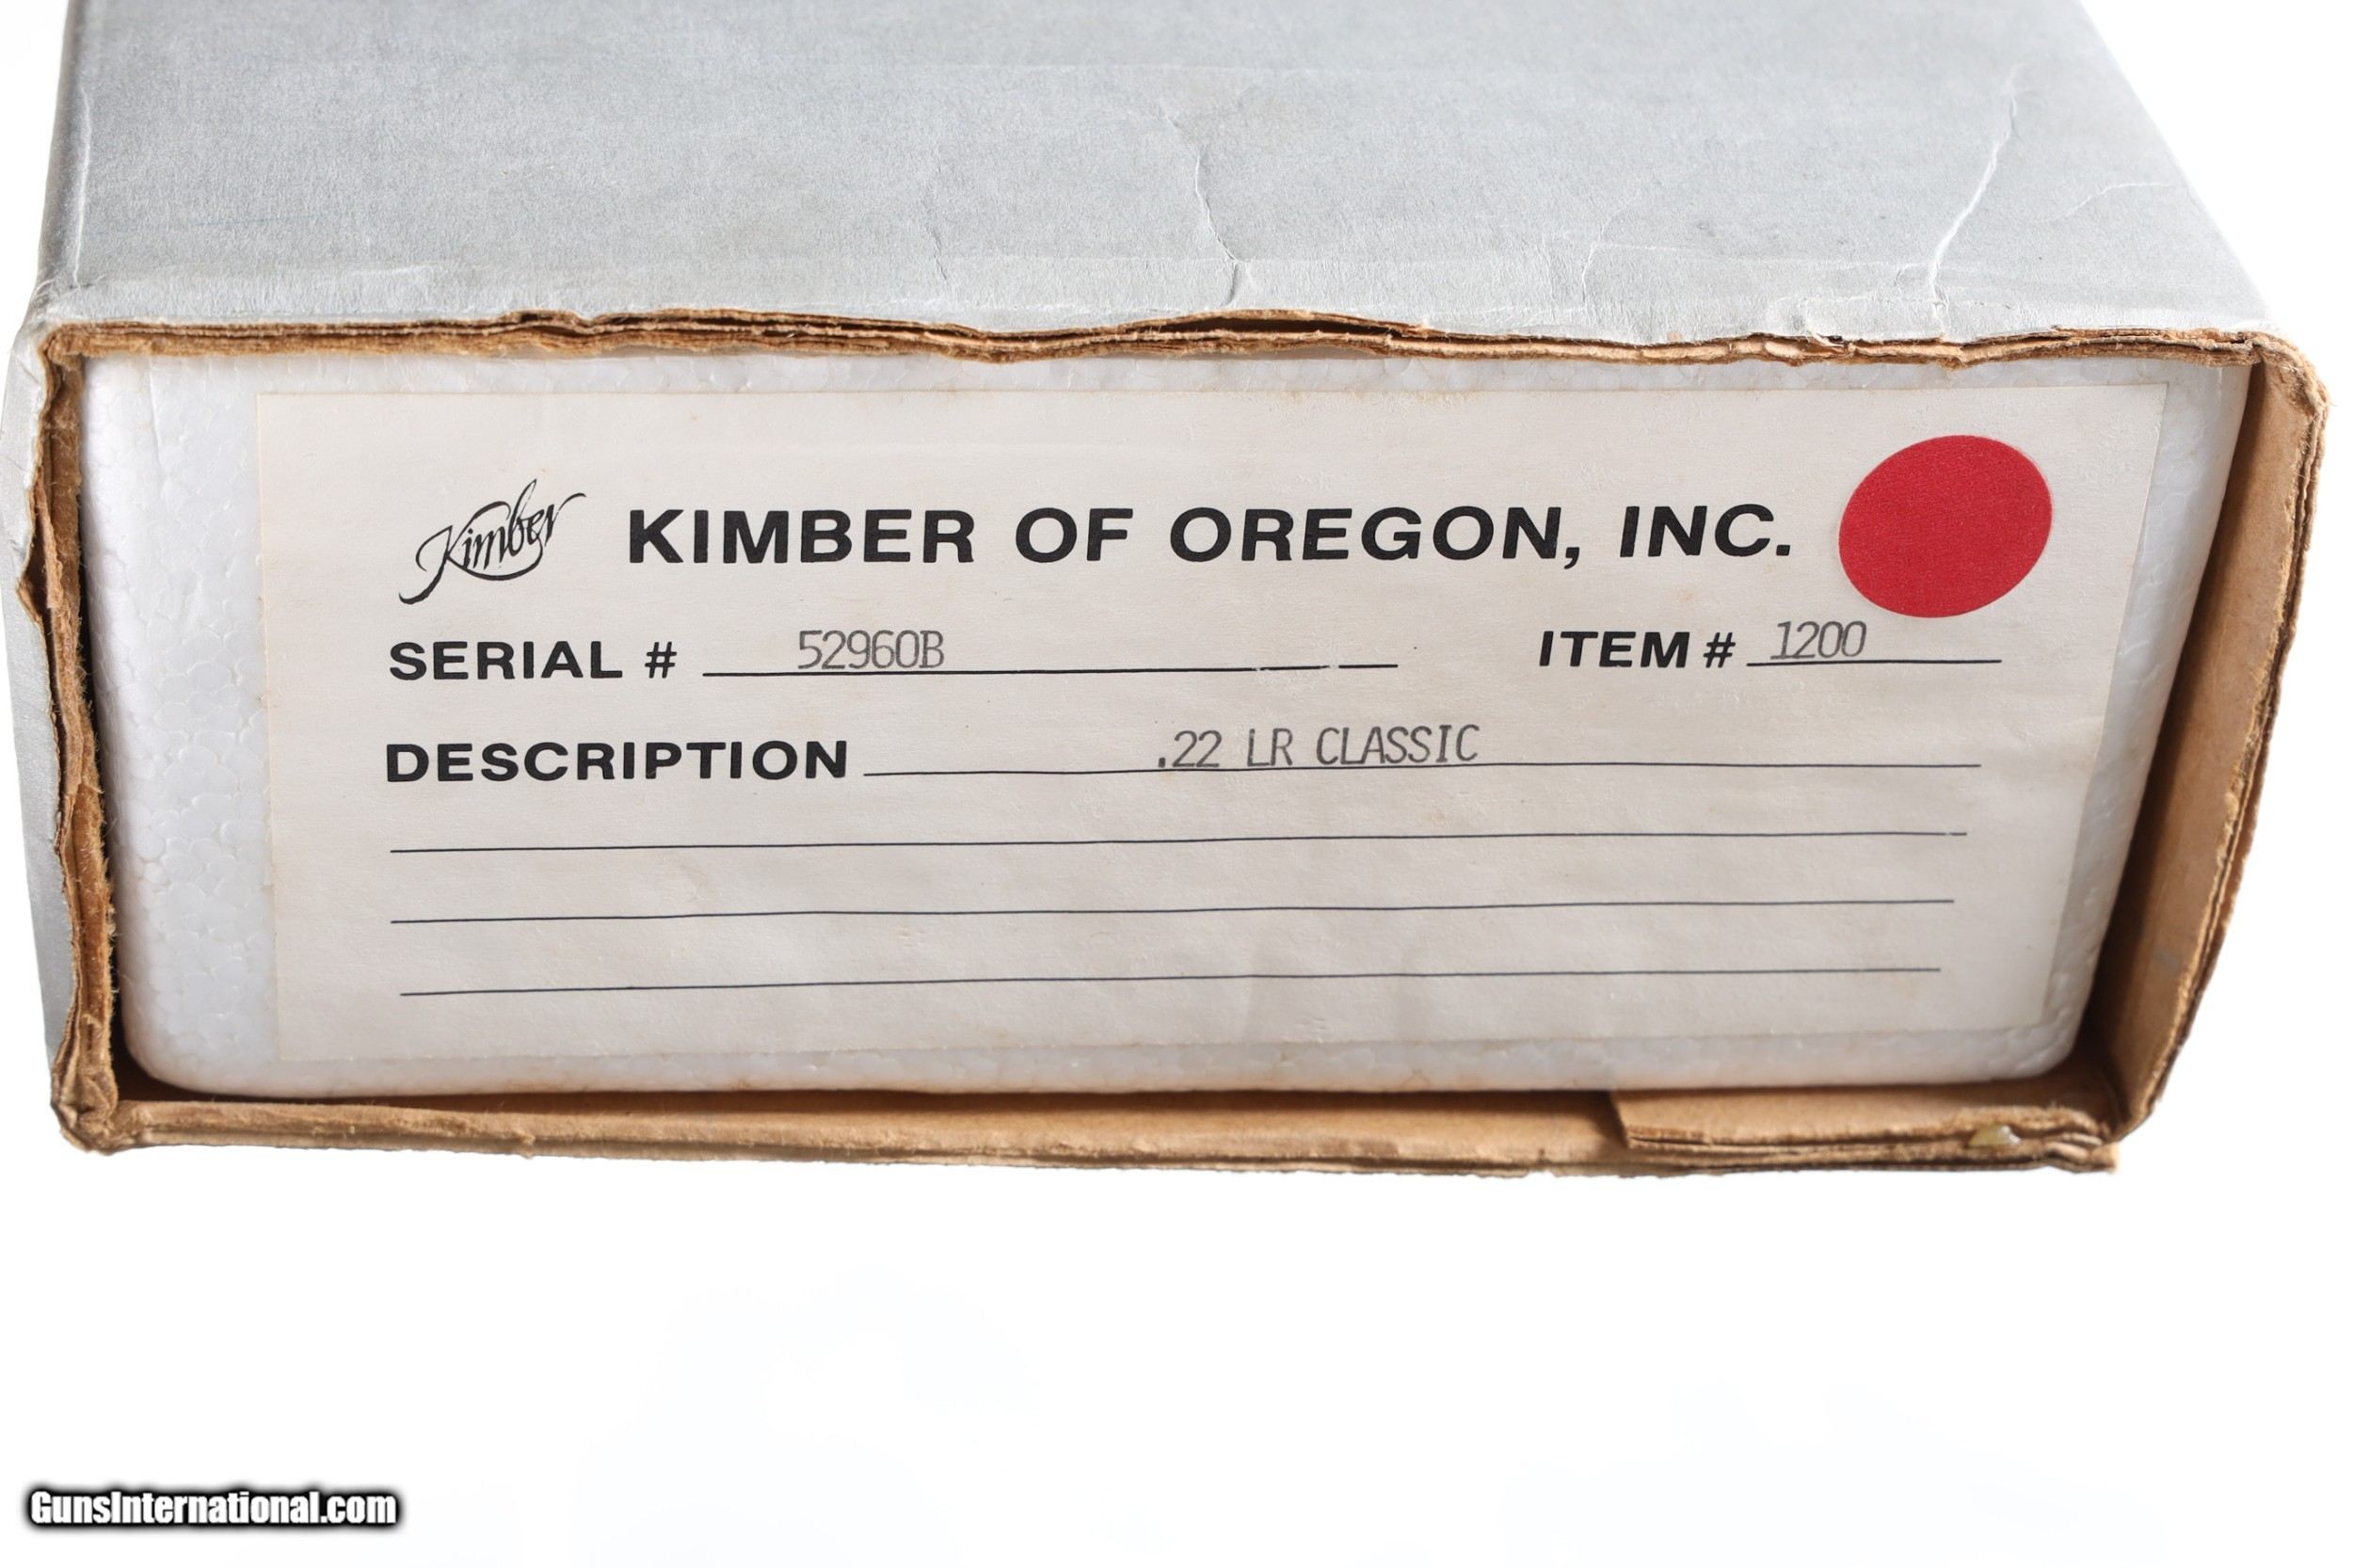 Kimber KIMBER OF OREGON, INC.
SERIAL # 52960B ITEM # 1200
DESCRIPTION .22 LR CLASSIC
GunsInternational.com